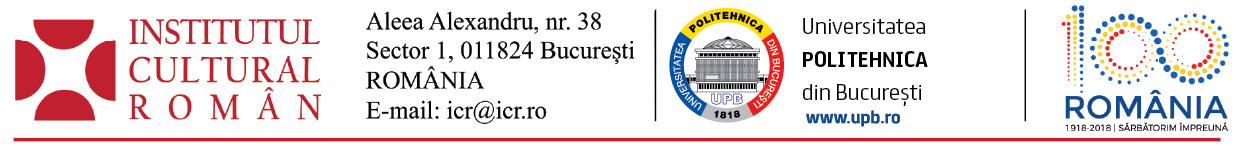 INSTITUTUL
CULTURAL
ROMÂN
Aleea Alexandru, nr. 38
Sector 1, 011824 București
ROMÂNIA
E-mail: icr@icr.ro
UNIVERSITATEA
POLITEHNICA
DIN BUCUREȘTI
UPB
1818
Universitatea
POLITEHNICA
din București
www.upb.ro
100
ROMÂNIA
1918-2018 | SĂRBĂTORIM ÎMPREUNĂ